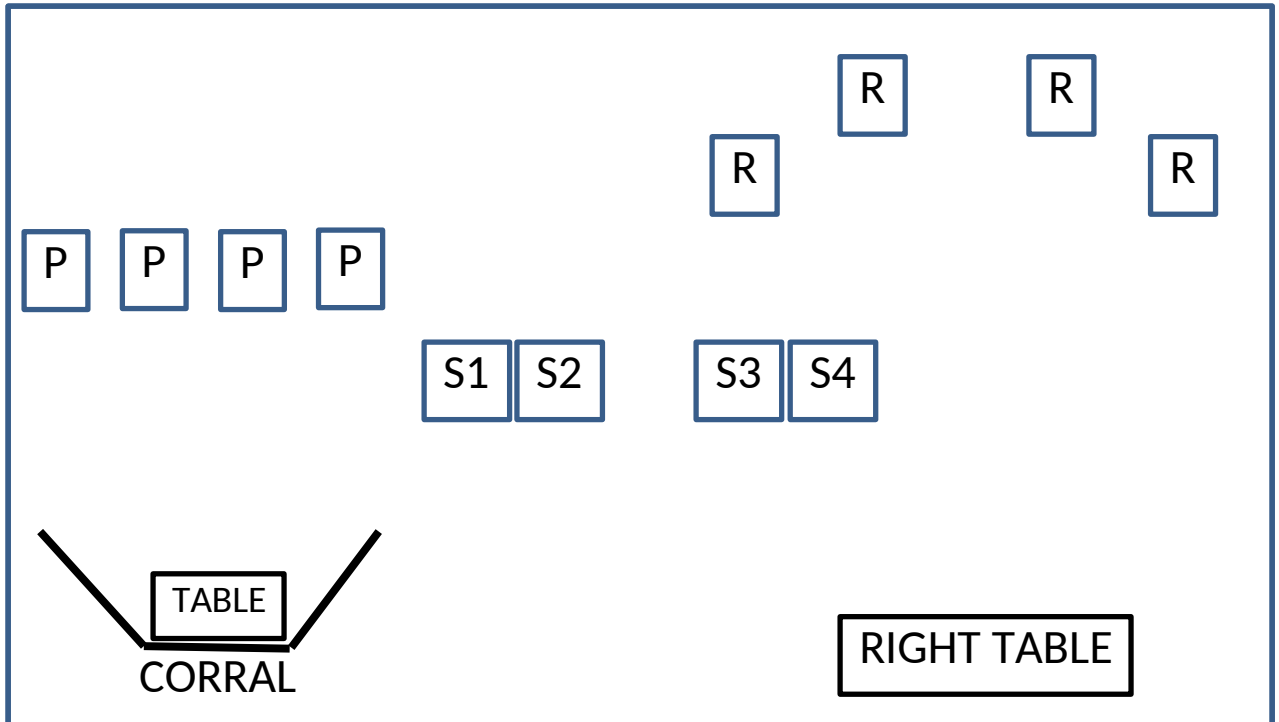 R R
R R
P P P P
S1 S2 S3 S4
TABLE
RIGHT TABLE
CORRAL